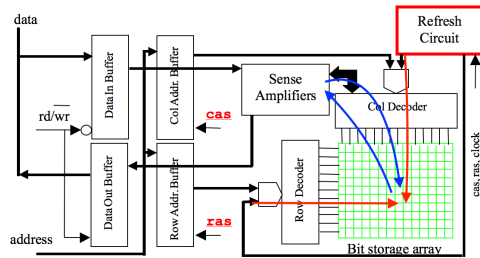 data
Refresh
Circuit
Data In Buffer
Col Addr. Buffer
Sense
Amplifiers
Col Decoder
rd/wr
cas
cas, ras, clock
Data Out Buffer
Row Addr. Buffer
Row Decoder
ras
address
Bit storage array